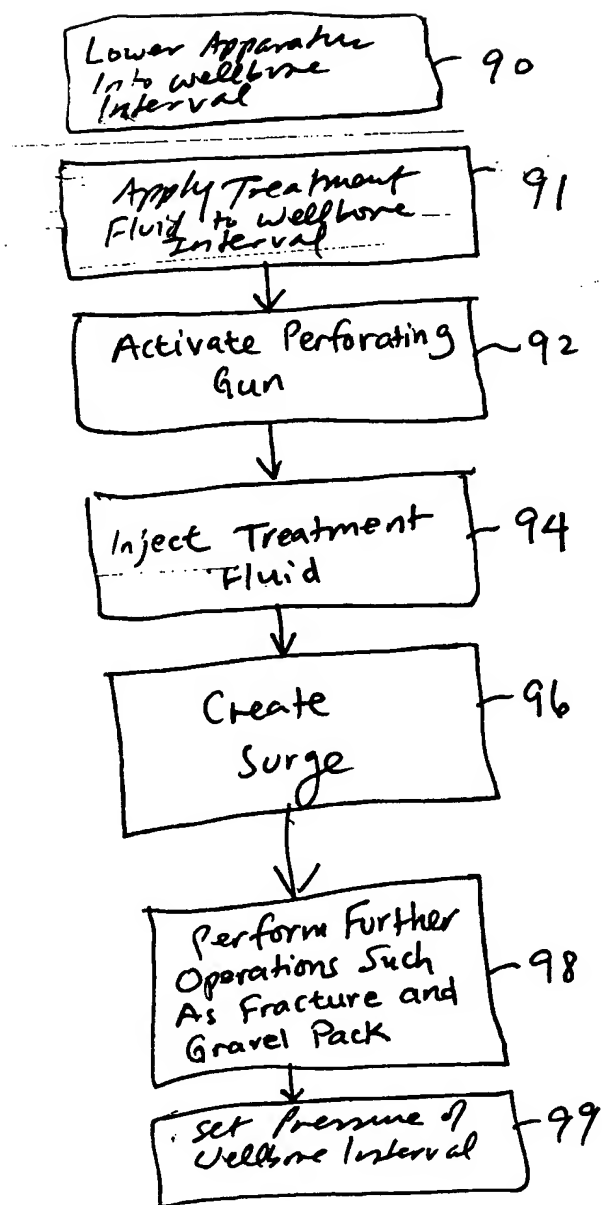 Lower Apparatus
Into wellbore
Interval
90
Apply Treatment
Fluid to wellbore
Interval
91
Activate Perforating
Gun
92
Inject Treatment
Fluid
94
Create
Surge
96
Perform Further
Operations Such
As Fracture and
Gravel Pack
98
set Pressure of
Wellbore Interval
99